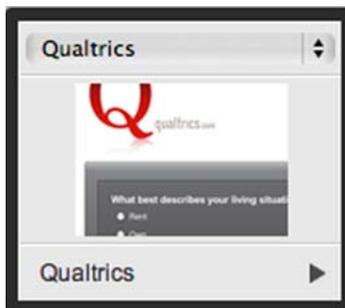 Qualtrics
Q
qualtrics.com
What best describes your living situati
Rent
Own
Qualtrics